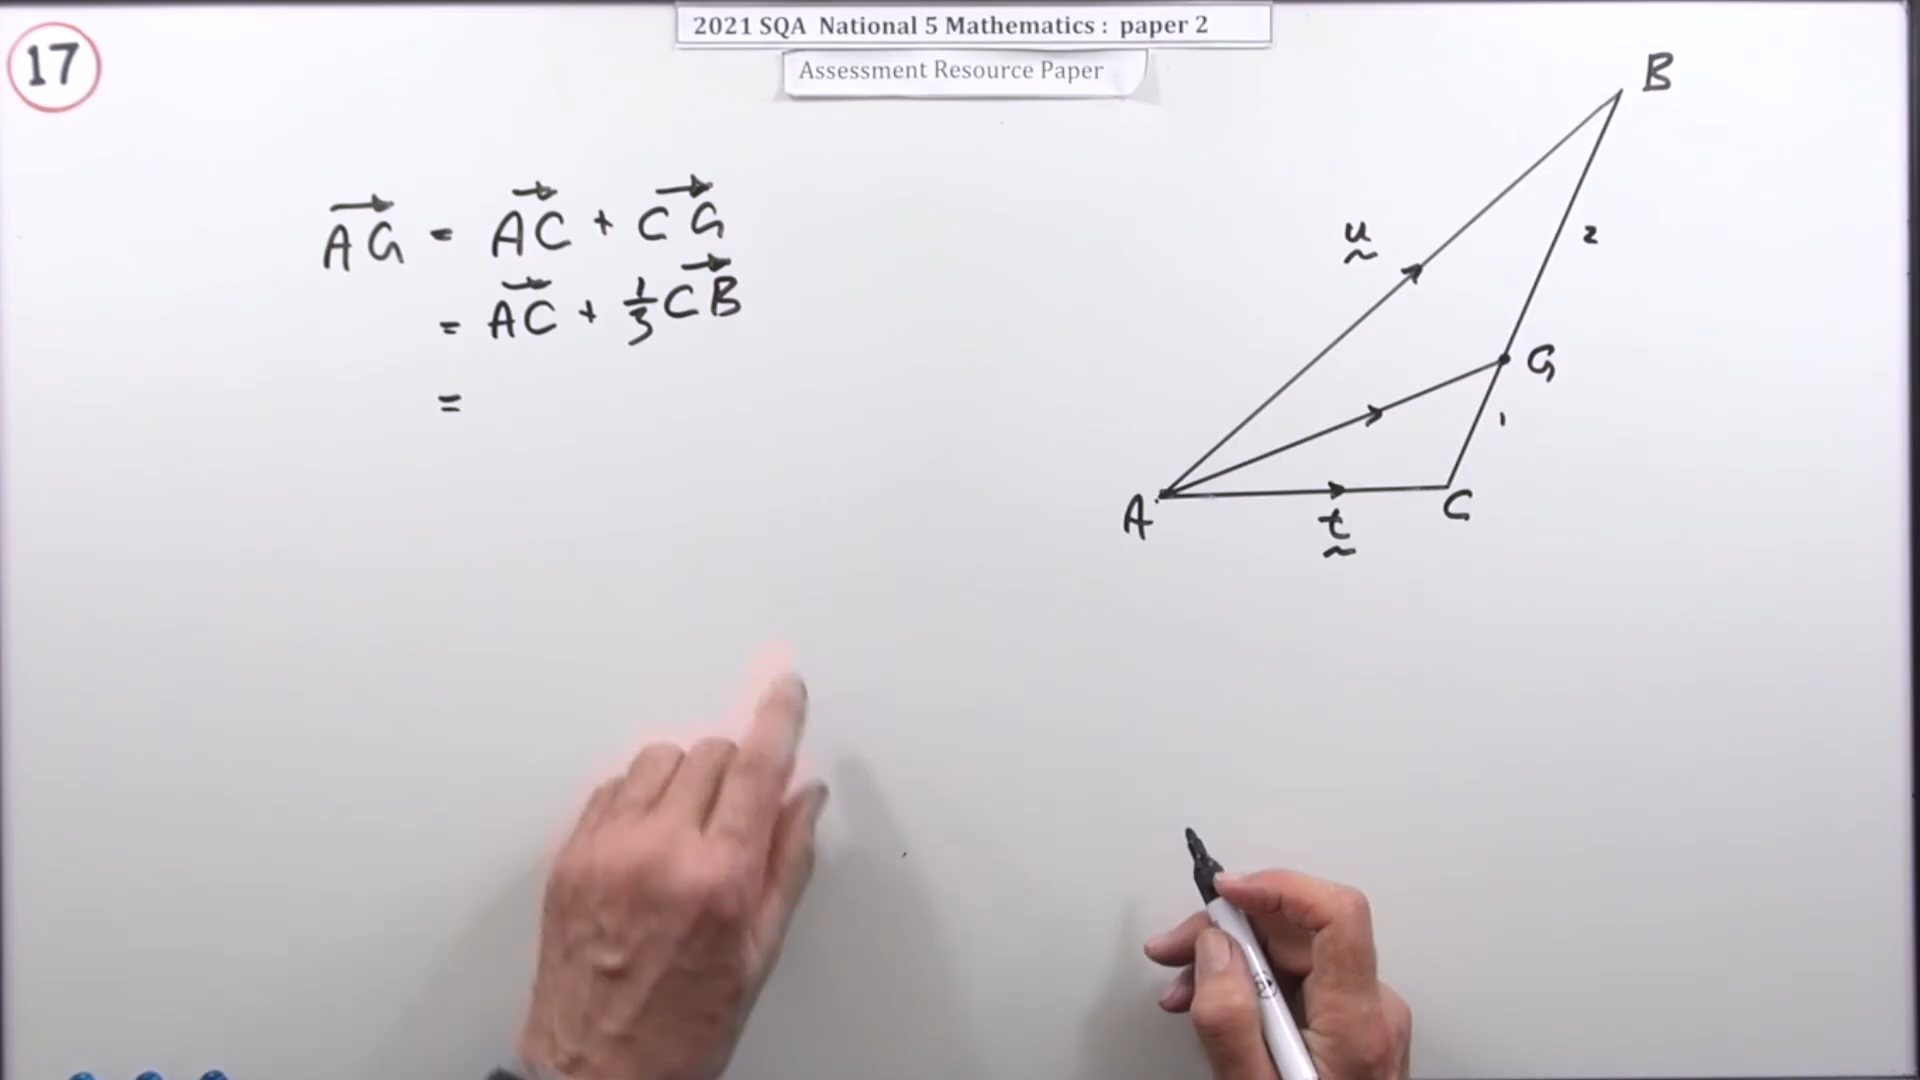 17
2021 SQA National 5 Mathematics : paper 2
Assessment Resource Paper
AG = AC + CG
= AC + 1/3 CB
=
B
u
2
G
1
A
t
C